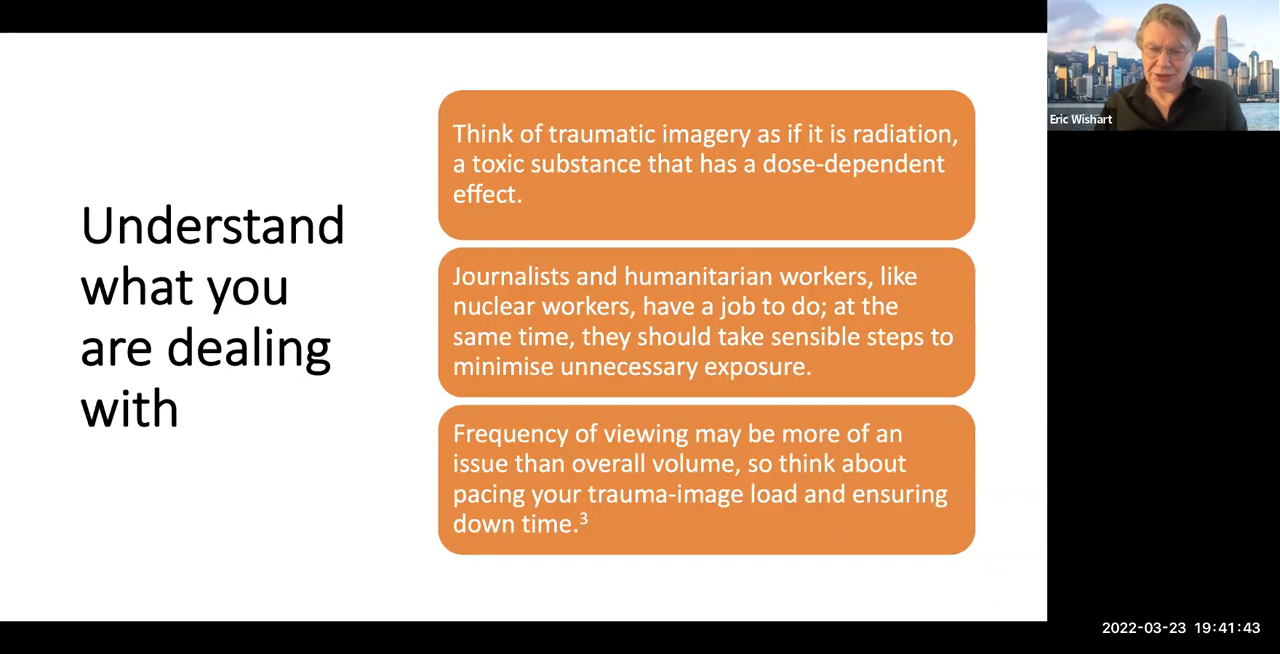 Understand
what you
are dealing
with
Think of traumatic imagery as if it is radiation,
a toxic substance that has a dose-dependent
effect.
Journalists and humanitarian workers, like
nuclear workers, have a job to do; at the
same time, they should take sensible steps to
minimise unnecessary exposure.
Frequency of viewing may be more of an
issue than overall volume, so think about
pacing your trauma-image load and ensuring
down time.³
Eric Wishart
2022-03-23 19:41:43